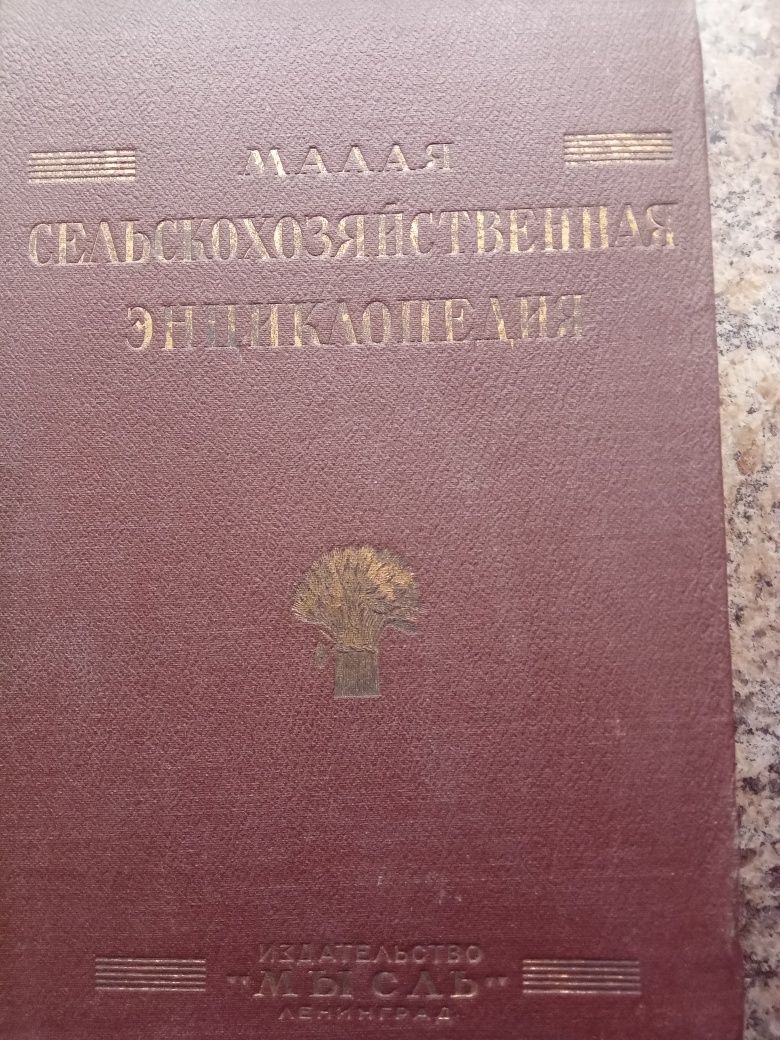 МАЛАЯ
СЕЛЬСКОХОЗЯЙСТВЕННАЯ
ЭНЦИКЛОПЕДИЯ
ИЗДАТЕЛЬСТВО
"МЫСЛЬ"
ЛЕНИНГРАД